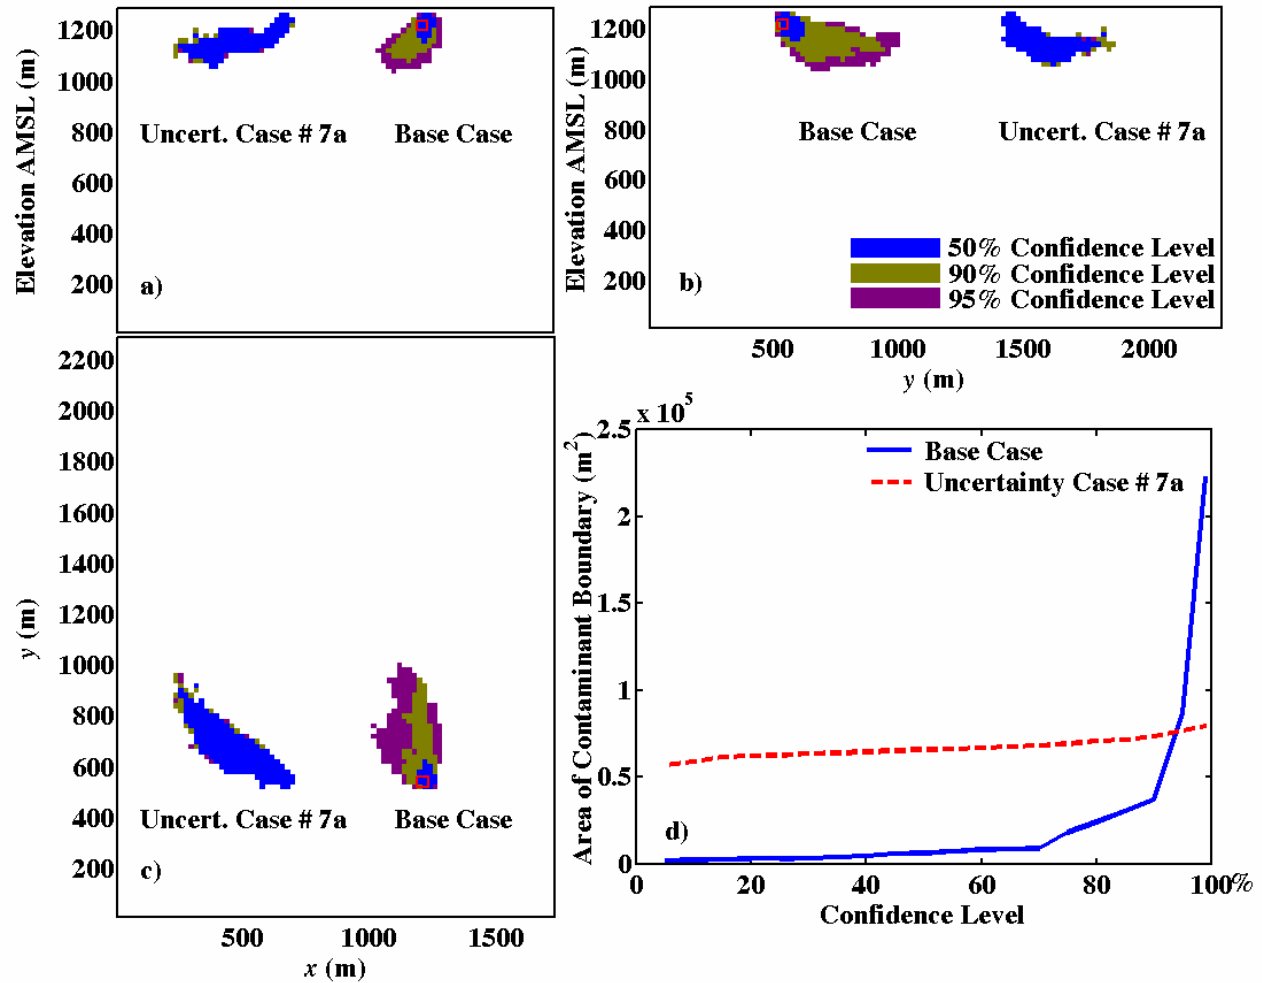 Elevation AMSL (m)
1200
1000
800
600
400
200
Uncert. Case # 7a
Base Case
a)
Elevation AMSL (m)
1200
1000
800
600
400
200
Base Case
Uncert. Case # 7a
50% Confidence Level
90% Confidence Level
95% Confidence Level
b)
500 1000 1500 2000
y (m)
y (m)
2200
2000
1800
1600
1400
1200
1000
800
600
400
200
Uncert. Case # 7a
Base Case
c)
500 1000 1500
x (m)
x 10^5
Area of Contaminant Boundary (m^2)
2.5
2
1.5
1
0.5
0
Base Case
Uncertainty Case # 7a
d)
0 20 40 60 80 100%
Confidence Level